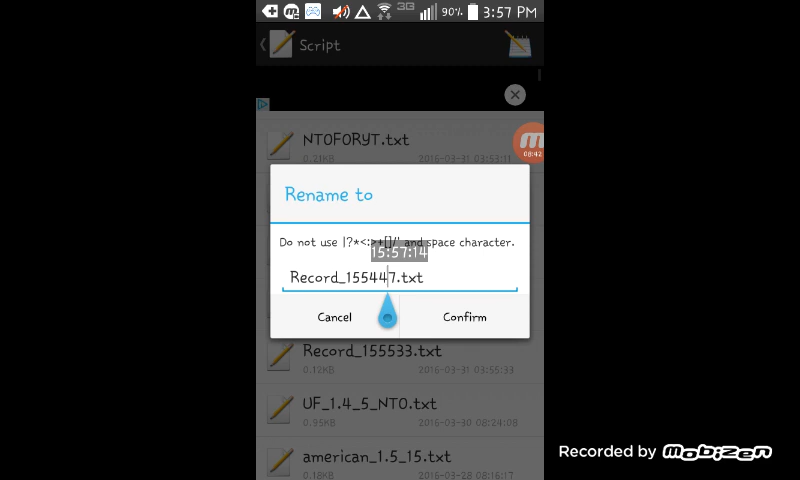 3G 90% 3:57 PM
Script
NTOFORYT.txt
0.21KB 2016-03-31 03:53:11
08:42
Rename to
Do not use |?*<:>+[]/' and space character.
15:57:14
Record_155447.txt
Cancel Confirm
Record_155533.txt
0.12KB 2016-03-31 03:55:33
UF_1.4_5_NTO.txt
0.95KB 2016-03-30 08:24:08
american_1.5_15.txt
0.18KB 2016-03-28 08:16:17
Recorded by mobizen